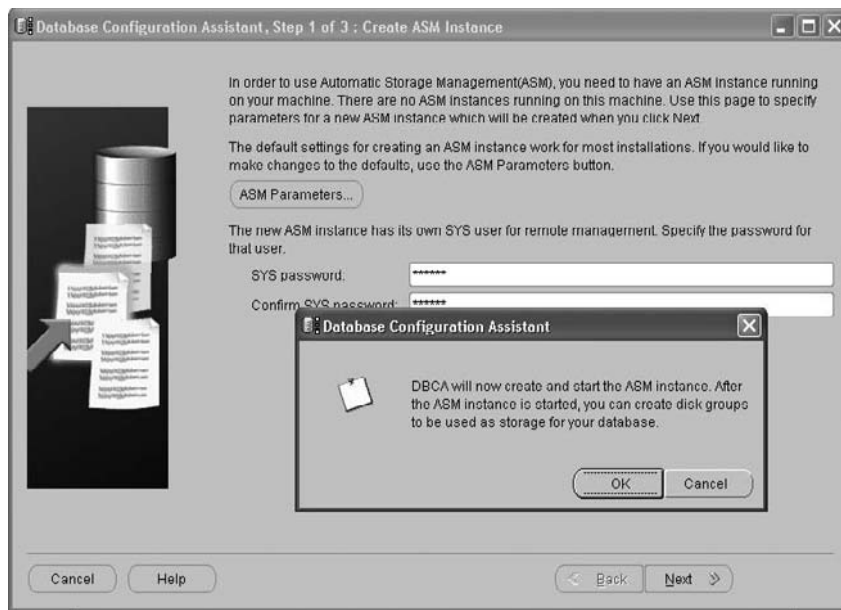 Database Configuration Assistant, Step 1 of 3 : Create ASM Instance
In order to use Automatic Storage Management(ASM), you need to have an ASM instance running
on your machine. There are no ASM instances running on this machine. Use this page to specify
parameters for a new ASM instance which will be created when you click Next.
The default settings for creating an ASM instance work for most installations. If you would like to
make changes to the defaults, use the ASM Parameters button.
ASM Parameters...
The new ASM instance has its own SYS user for remote management. Specify the password for
that user.
SYS password:
******
Confirm SYS password:
******
Database Configuration Assistant
DBCA will now create and start the ASM instance. After
the ASM instance is started, you can create disk groups
to be used as storage for your database.
OK
Cancel
Cancel
Help
Back
Next